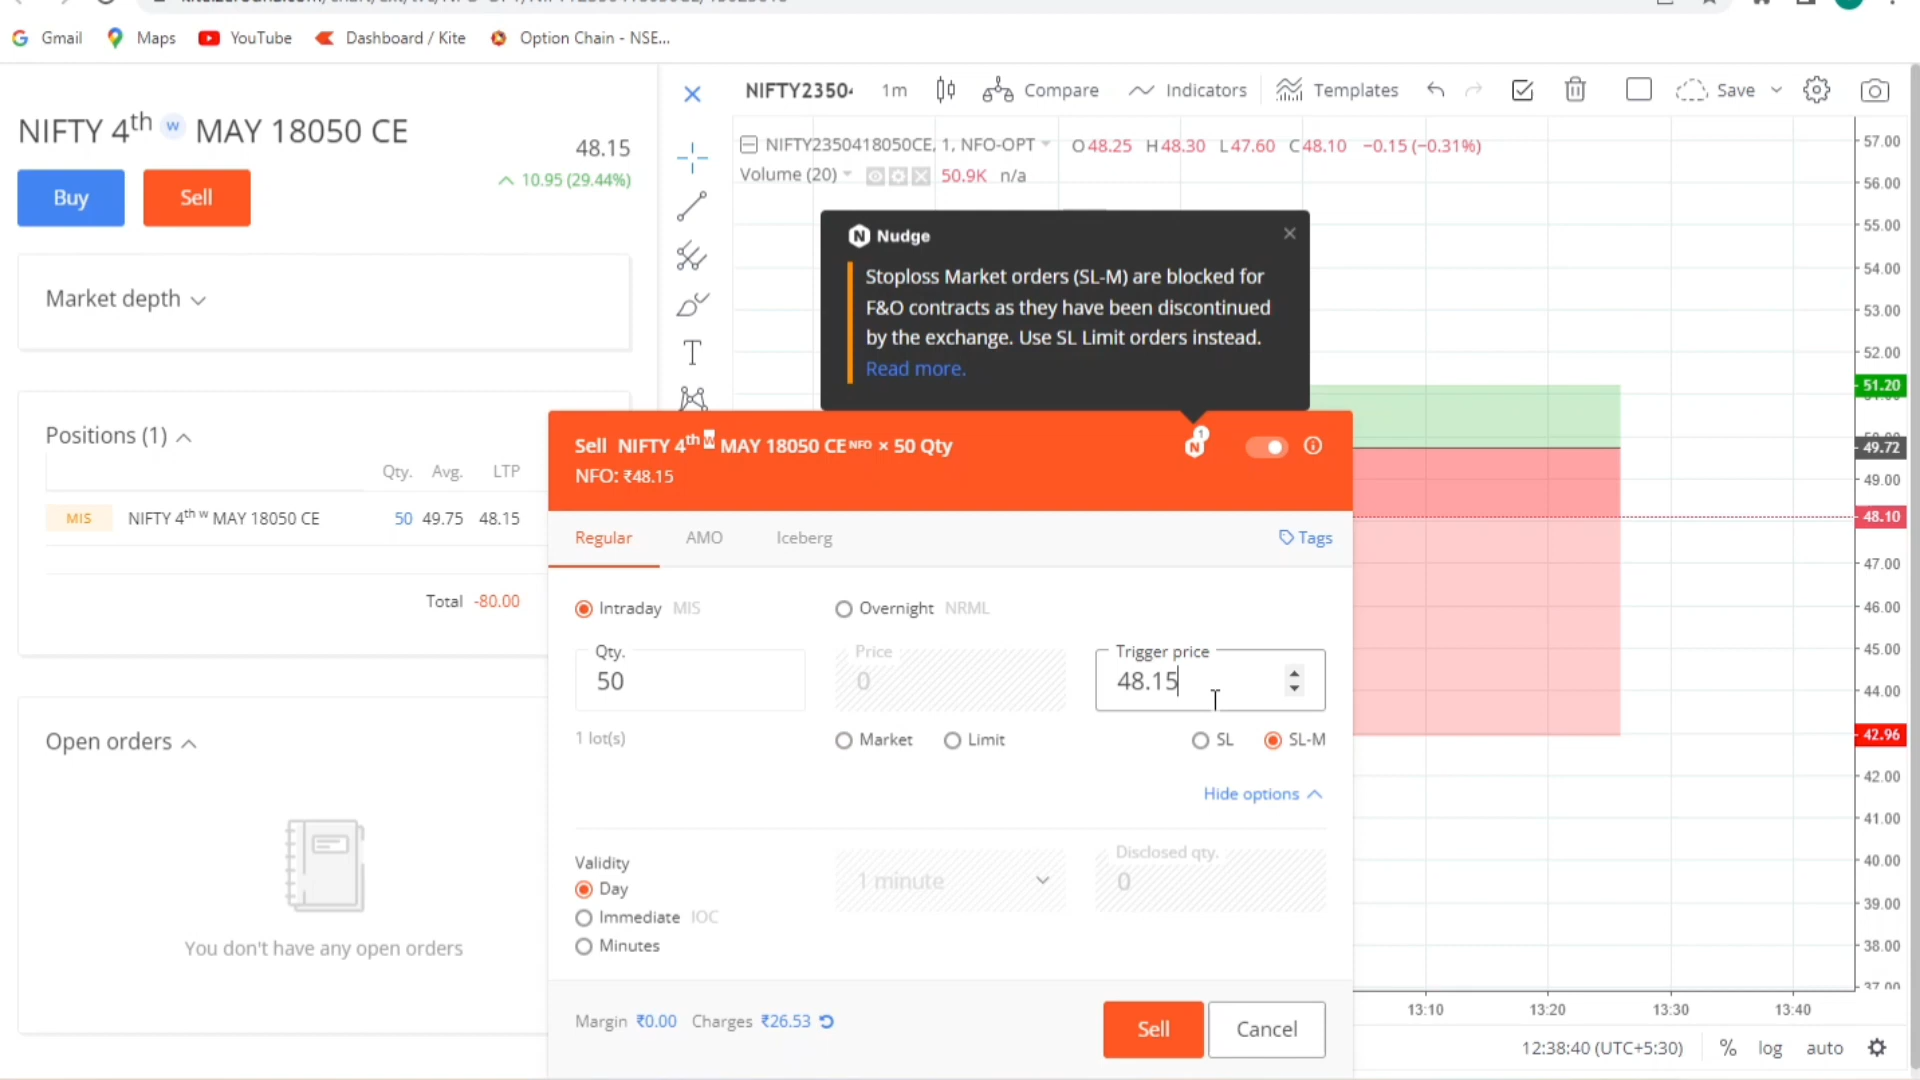 Gmail Maps YouTube Dashboard / Kite Option Chain - NSE...
NIFTY 4th w MAY 18050 CE
48.15
Buy Sell
10.95 (29.44%)
Market depth
Positions (1)
Qty. Avg. LTP
MIS NIFTY 4th w MAY 18050 CE 50 49.75 48.15
Total -80.00
Open orders
You don't have any open orders
NIFTY2350 1m Compare Indicators Templates Save
NIFTY2350418050CE, 1, NFO-OPT O48.25 H48.30 L47.60 C48.10 −0.15 (−0.31%)
Volume (20) 50.9K n/a
N Nudge
Stoploss Market orders (SL-M) are blocked for
F&O contracts as they have been discontinued
by the exchange. Use SL Limit orders instead.
Read more.
Sell NIFTY 4th w MAY 18050 CE NFO × 50 Qty
N 1
NFO: ₹48.15
Regular AMO Iceberg Tags
Intraday MIS Overnight NRML
Qty. Price Trigger price
50 0 48.15
1 lot(s) Market Limit SL SL-M
Hide options
Validity Disclosed qty.
Day 1 minute 0
Immediate IOC
Minutes
Margin ₹0.00 Charges ₹26.53
Sell Cancel
57.00
56.00
55.00
54.00
53.00
52.00
51.20
49.72
49.00
48.10
47.00
46.00
45.00
44.00
42.96
42.00
41.00
40.00
39.00
38.00
37.00
13:10 13:20 13:30 13:40
12:38:40 (UTC+5:30) % log auto